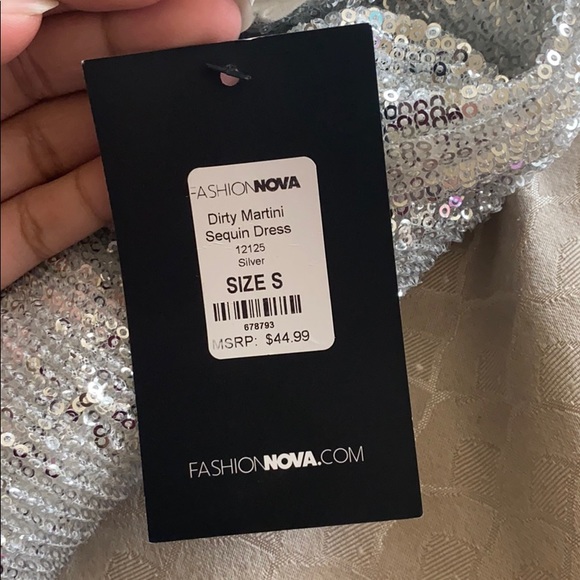 FASHIONNOVA
Dirty Martini
Sequin Dress
12125
Silver
SIZE S
678793
MSRP: $44.99
FASHIONNOVA.COM